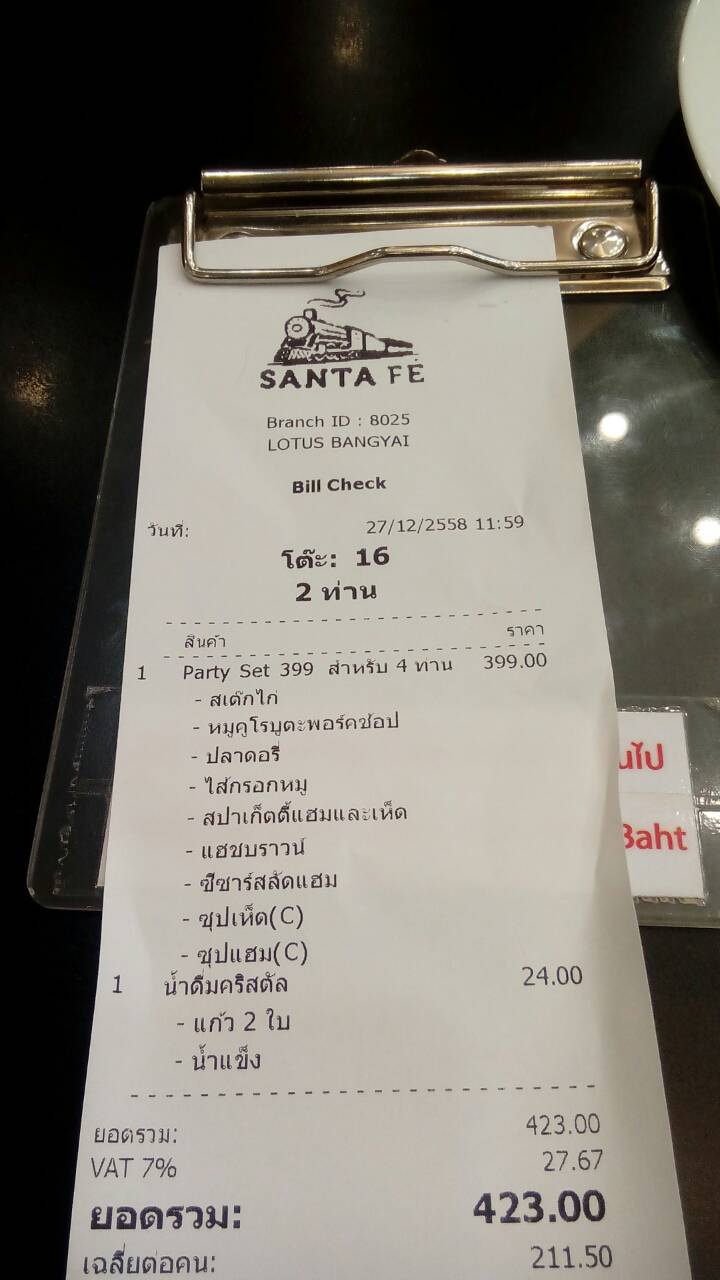 SANTA FÉ
Branch ID : 8025
LOTUS BANGYAI
Bill Check
วันที่: 27/12/2558 11:59
โต๊ะ: 16
2 ท่าน
สินค้า ราคา
1 Party Set 399 สำหรับ 4 ทาน 399.00
- สเต๊กไก่
- หมูคูโรบูตะพอร์คช้อป
- ปลาดอรี่
- ไส้กรอกหมู
- สปาเก็ตตี้แฮมและเห็ด
- แฮชบราวน์
- ซีซาร์สลัดแฮม
- ซุปเห็ด(C)
- ซุปแฮม(C)
1 น้ำดื่มคริสตัล 24.00
- แก้ว 2 ใบ
- น้ำแข็ง
ยอดรวม: 423.00
VAT 7% 27.67
ยอดรวม: 423.00
เฉลี่ยต่อคน: 211.50
Baht